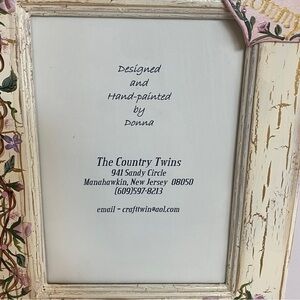 Designed
and
Hand-painted
by
Donna
The Country Twins
941 Sandy Circle
Manahawkin, New Jersey 08050
(609)597-8213
email - crafttwin@aol.com